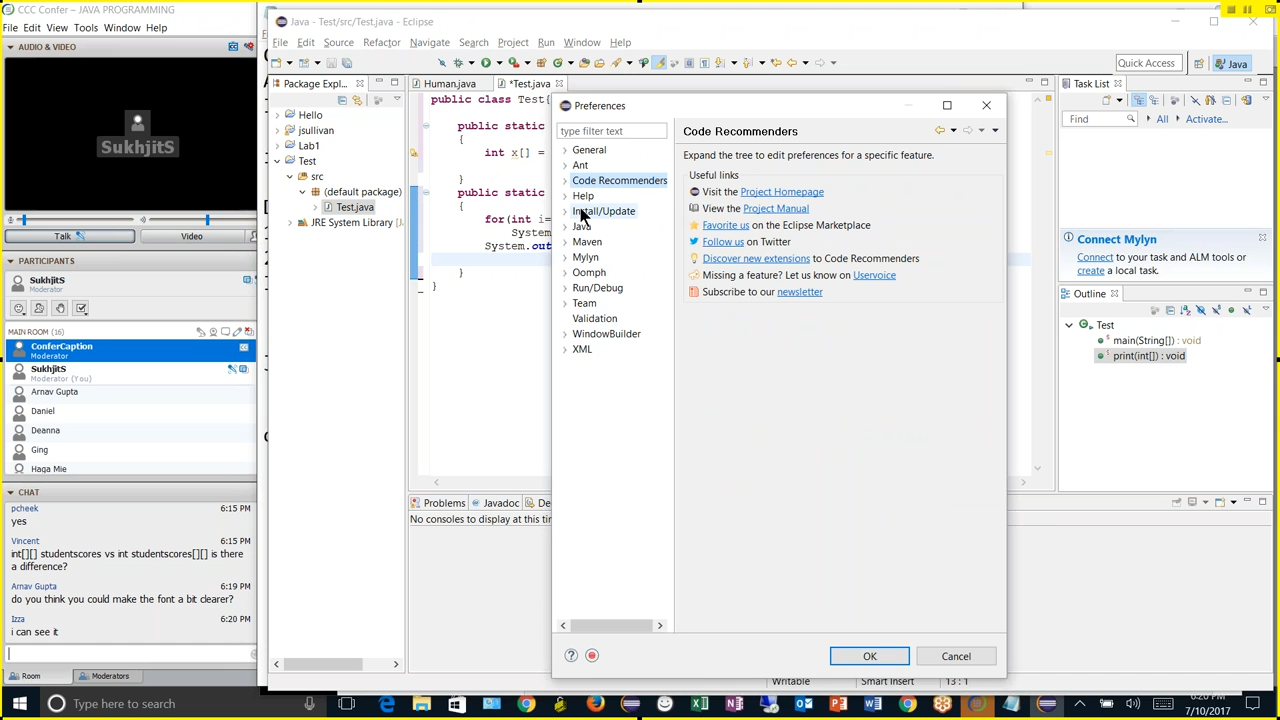 CCC Confer – JAVA PROGRAMMING
File Edit View Tools Window Help
AUDIO & VIDEO
SukhjitS
Talk
Video
PARTICIPANTS
SukhjitS
Moderator
MAIN ROOM (16)
ConferCaption
Moderator
SukhjitS
Moderator (You)
Arnav Gupta
Daniel
Deanna
Ging
Haqa Mie
CHAT
pcheek 6:15 PM
yes
Vincent 6:15 PM
int[][] studentscores vs int studentscores[][] is there
a difference?
Arnav Gupta 6:19 PM
do you think you could make the font a bit clearer?
Izza 6:20 PM
i can see it
Room
Moderators
Java - Test/src/Test.java - Eclipse
File Edit Source Refactor Navigate Search Project Run Window Help
Quick Access
Java
Package Expl...
Hello
jsullivan
Lab1
Test
src
(default package)
Test.java
JRE System Library [J
Human.java
*Test.java
public class Test{
public static
{
int x[] =
}
public static
{
for(int i=
System
System.out
}
}
Problems
Javadoc
De
No consoles to display at this tim
Preferences
type filter text
General
Ant
Code Recommenders
Help
Install/Update
Java
Maven
Mylyn
Oomph
Run/Debug
Team
Validation
WindowBuilder
XML
Code Recommenders
Expand the tree to edit preferences for a specific feature.
Useful links
Visit the Project Homepage
View the Project Manual
Favorite us on the Eclipse Marketplace
Follow us on Twitter
Discover new extensions to Code Recommenders
Missing a feature? Let us know on Uservoice
Subscribe to our newsletter
OK
Cancel
Task List
Find
All
Activate...
Connect Mylyn
Connect to your task and ALM tools or
create a local task.
Outline
Test
main(String[]) : void
print(int[]) : void
Writable
Smart Insert
13 : 1
Type here to search
6:20 PM
7/10/2017